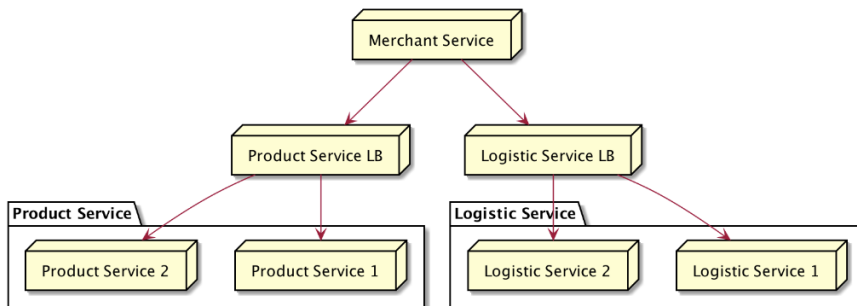 Merchant Service
Product Service LB
Logistic Service LB
Product Service
Logistic Service
Product Service 2
Product Service 1
Logistic Service 2
Logistic Service 1